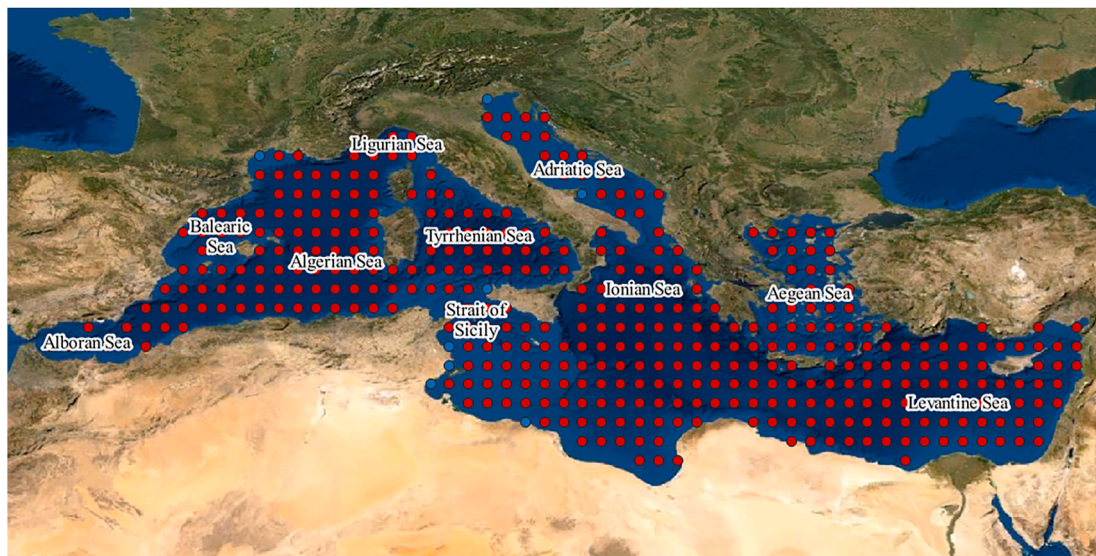 Ligurian Sea
Adriatic Sea
Balearic
Sea
Tyrrhenian Sea
Algerian Sea
Ionian Sea
Aegean Sea
Strait of
Sicily
Alboran Sea
Levantine Sea